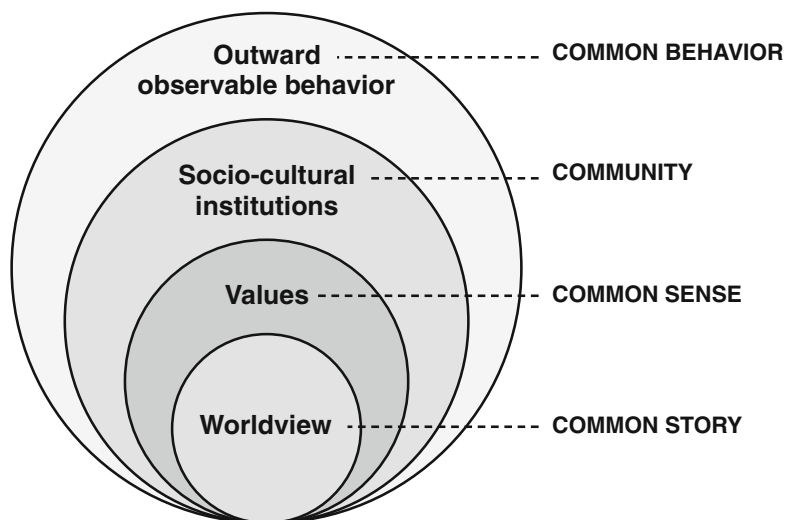 Outward
observable behavior
COMMON BEHAVIOR
Socio-cultural
institutions
COMMUNITY
Values
COMMON SENSE
Worldview
COMMON STORY